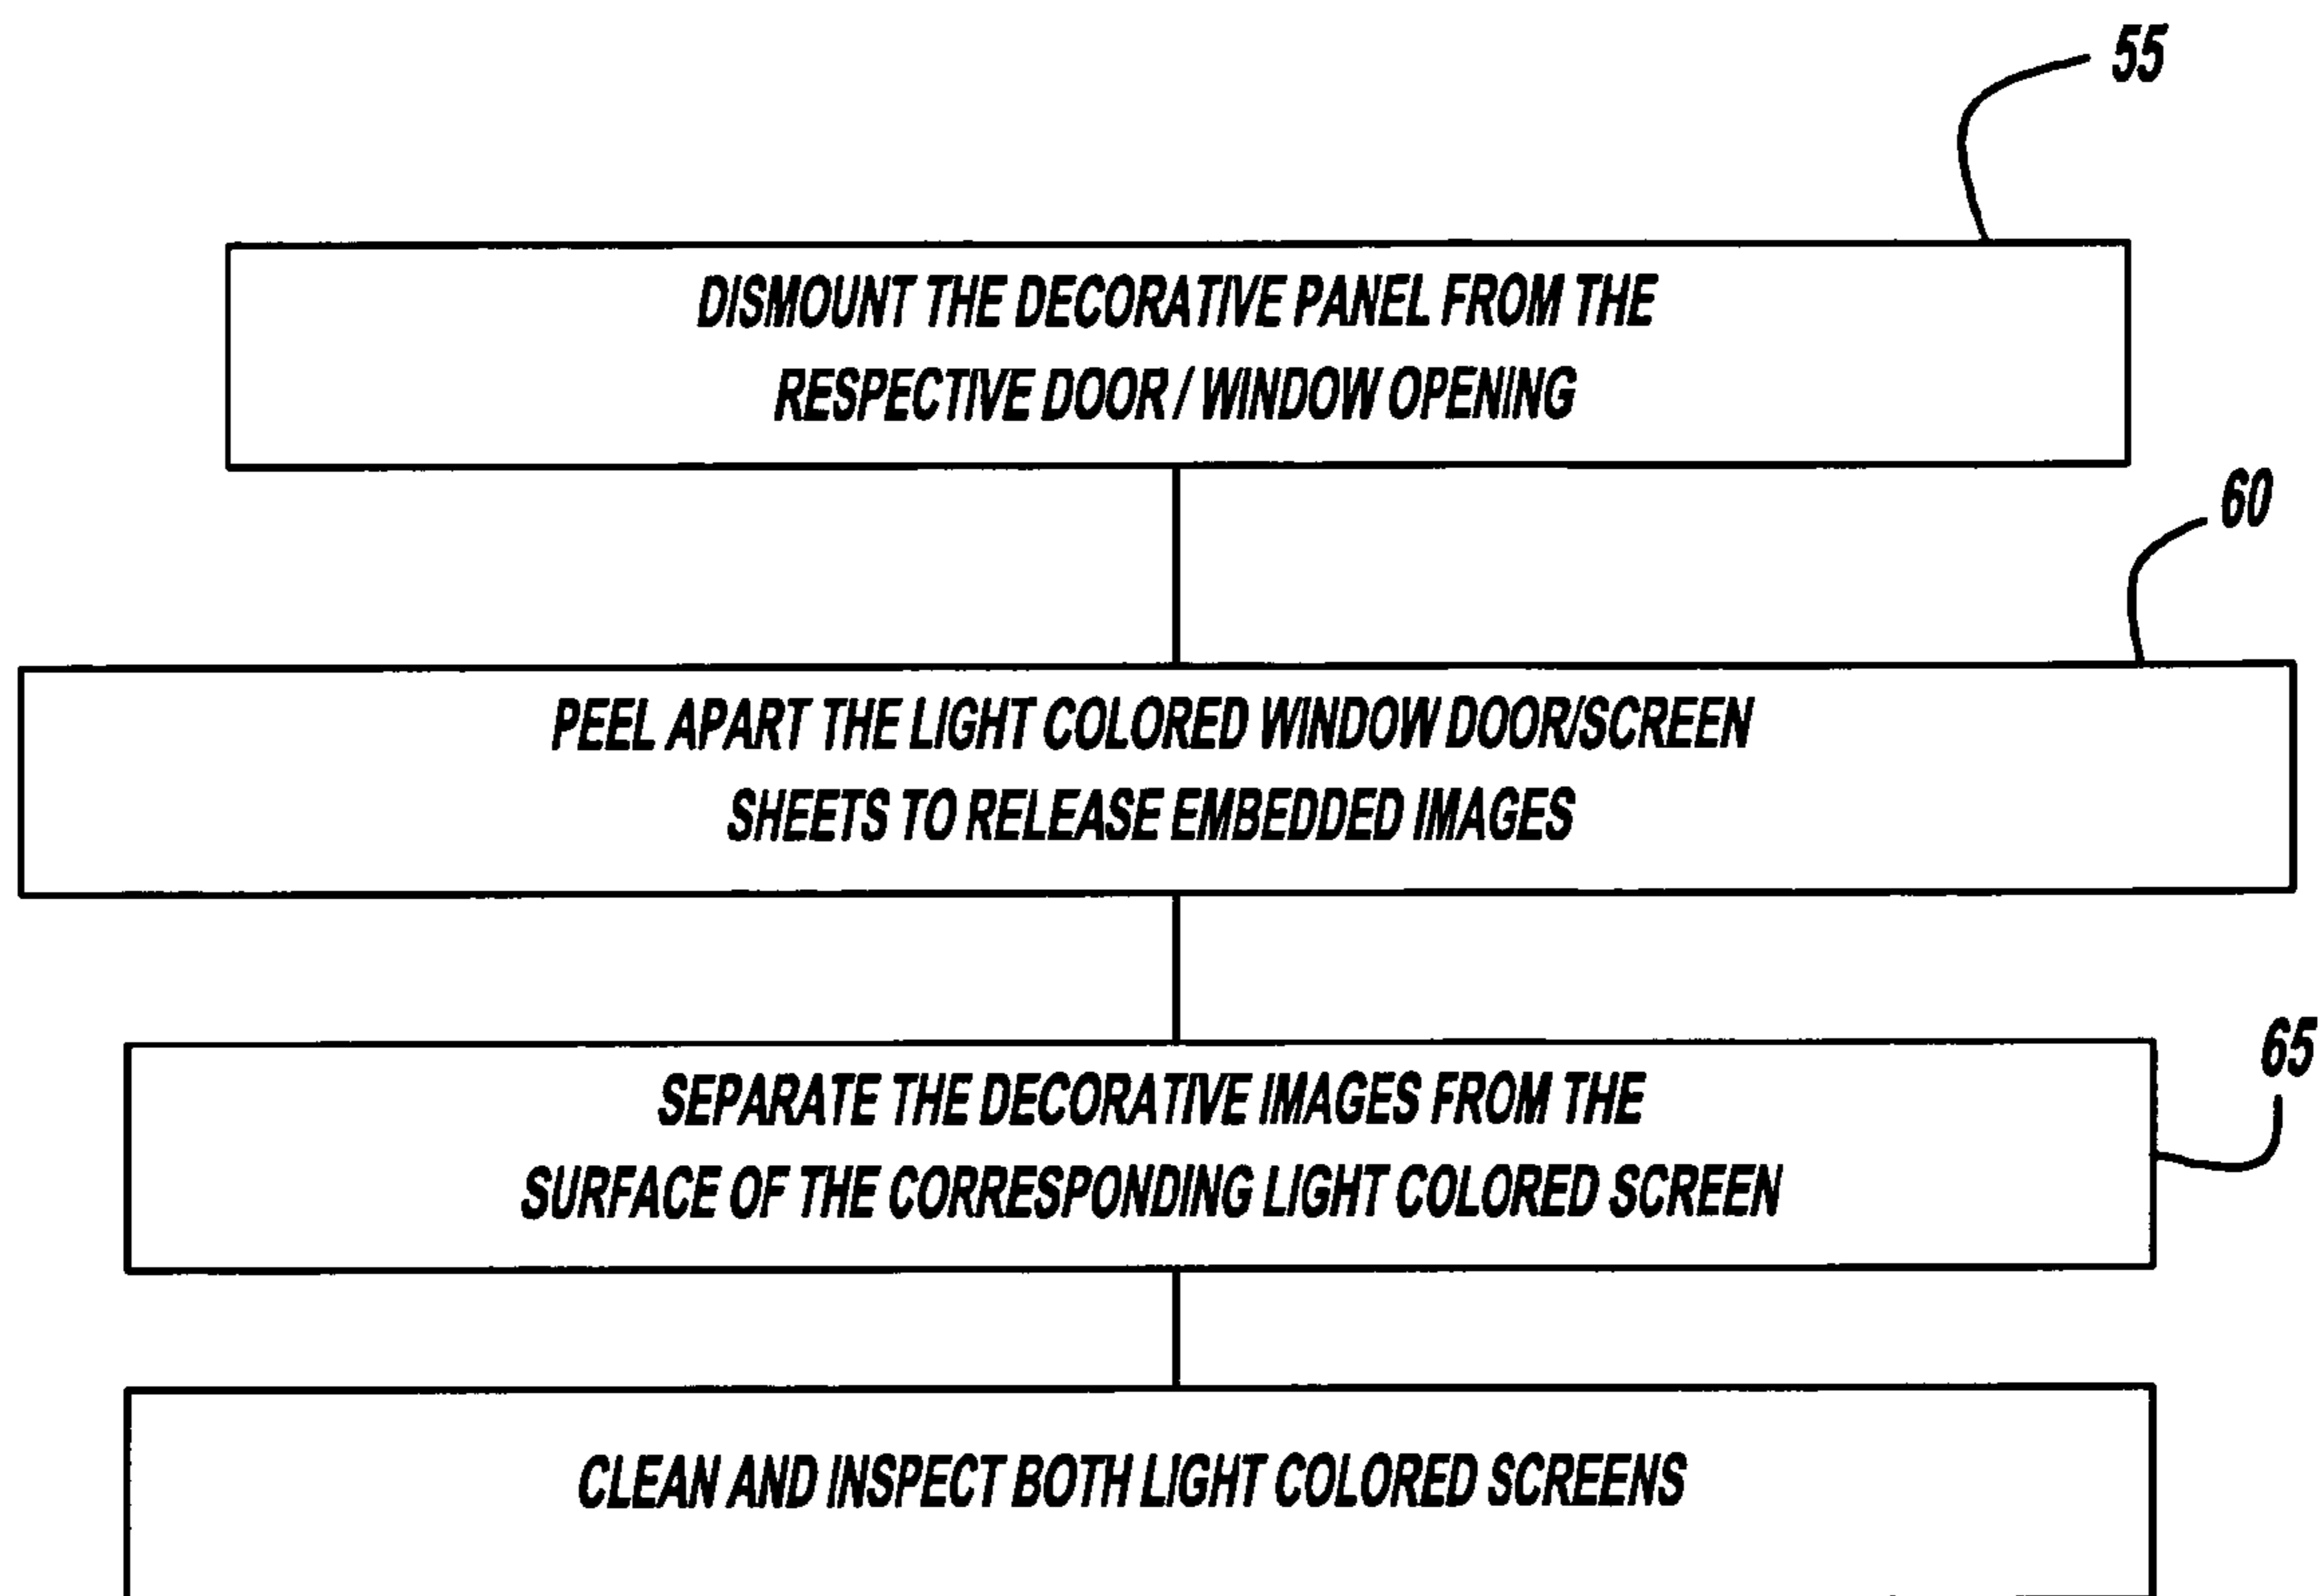 55
DISMOUNT THE DECORATIVE PANEL FROM THE
RESPECTIVE DOOR / WINDOW OPENING
60
PEEL APART THE LIGHT COLORED WINDOW DOOR/SCREEN
SHEETS TO RELEASE EMBEDDED IMAGES
65
SEPARATE THE DECORATIVE IMAGES FROM THE
SURFACE OF THE CORRESPONDING LIGHT COLORED SCREEN
CLEAN AND INSPECT BOTH LIGHT COLORED SCREENS